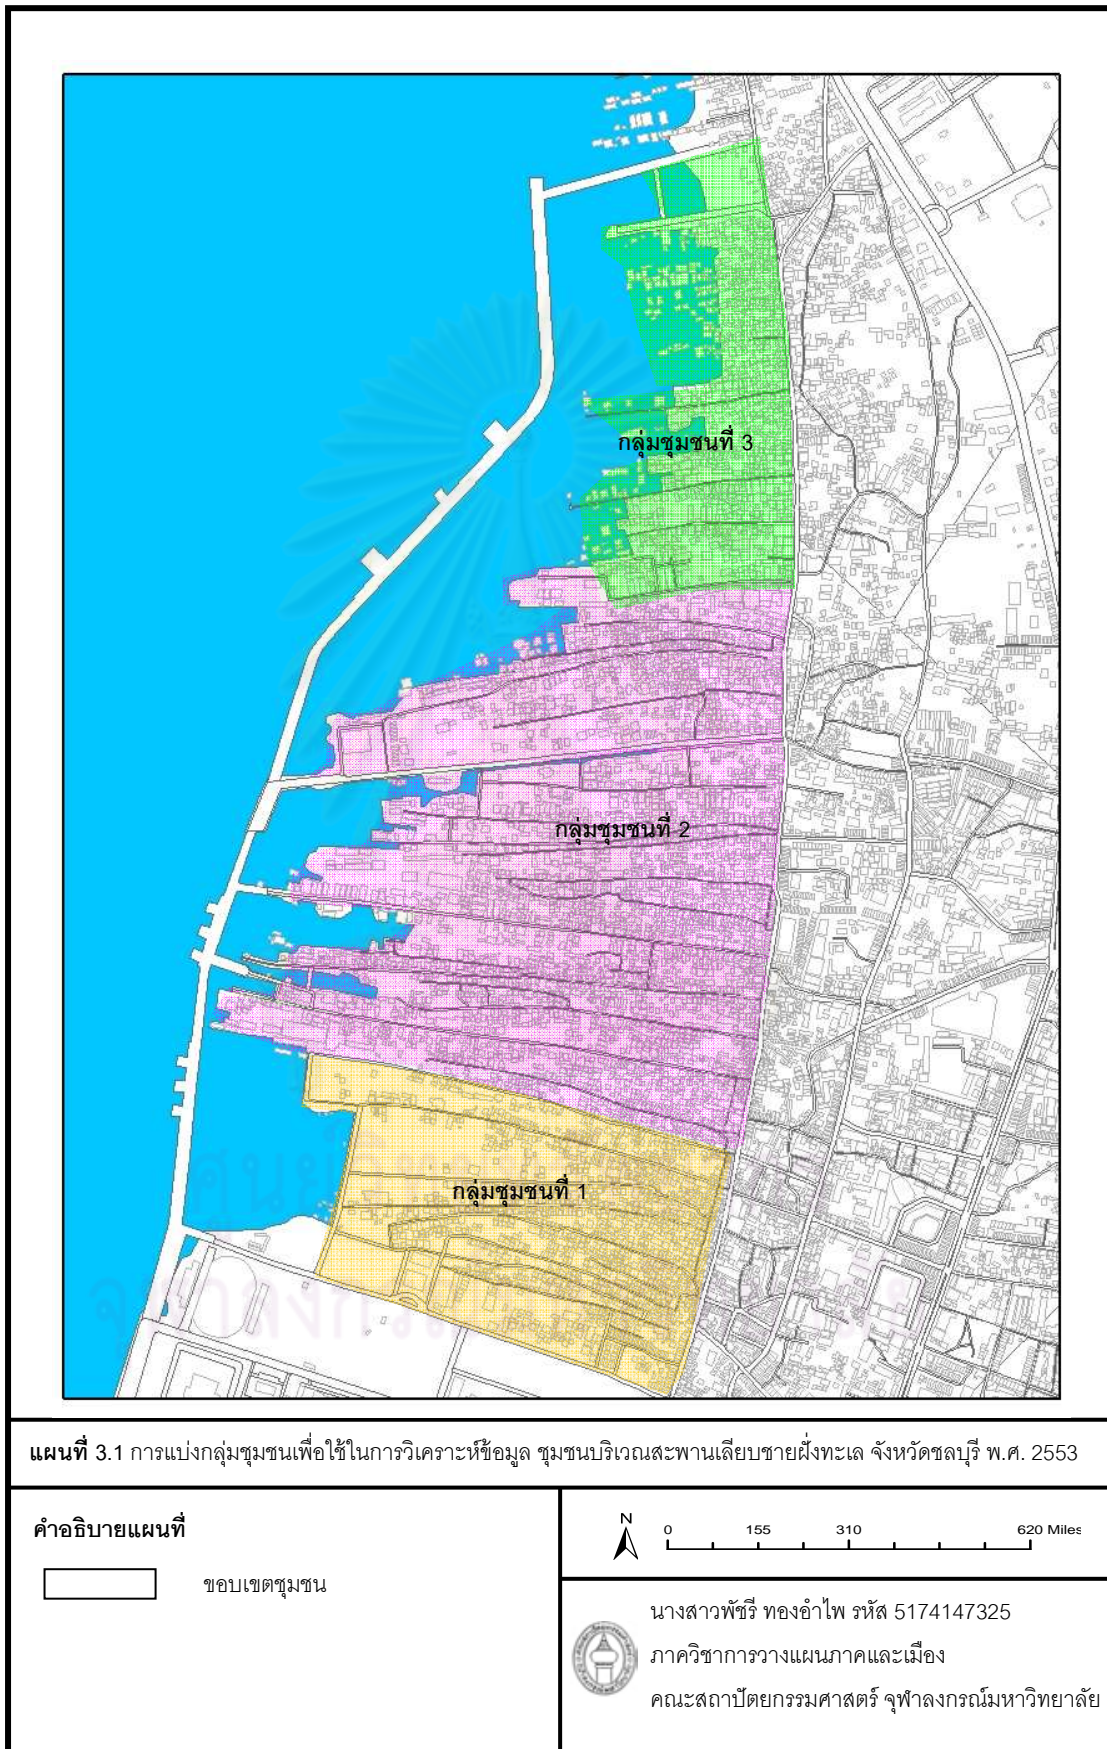 กลุ่มชุมชนที่ 3
กลุ่มชุมชนที่ 2
กลุ่มชุมชนที่ 1
แผนที่ 3.1 การแบ่งกลุ่มชุมชนเพื่อใช้ในการวิเคราะห์ข้อมูล ชุมชนบริเวณสะพานเลียบชายฝั่งทะเล จังหวัดชลบุรี พ.ศ. 2553
คำอธิบายแผนที่
ขอบเขตชุมชน
N
0 155 310 620 Miles
นางสาวพัชรี ทองอำไพ รหัส 5174147325
ภาควิชาการวางแผนภาคและเมือง
คณะสถาปัตยกรรมศาสตร์ จุฬาลงกรณ์มหาวิทยาลัย